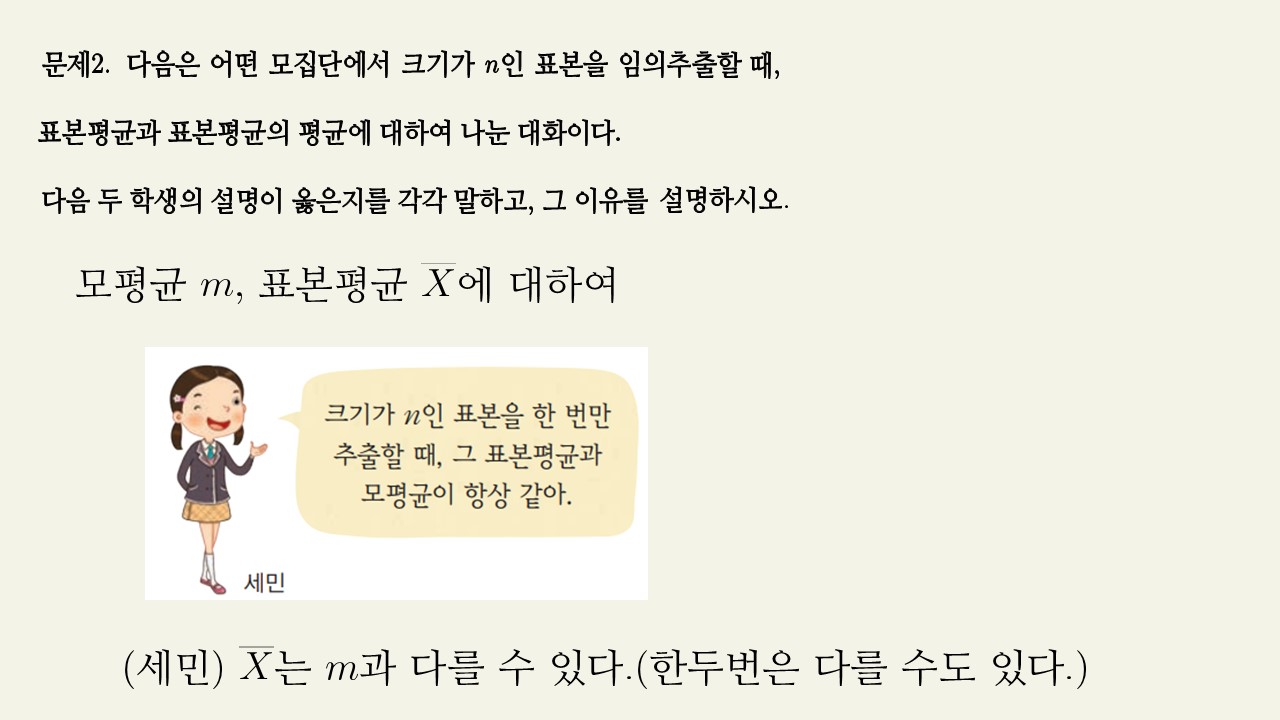 문제2. 다음은 어떤 모집단에서 크기가 n인 표본을 임의추출할 때,
표본평균과 표본평균의 평균에 대하여 나눈 대화이다.
다음 두 학생의 설명이 옳은지를 각각 말하고, 그 이유를 설명하시오.
모평균 m, 표본평균 X̅에 대하여
크기가 n인 표본을 한 번만
추출할 때, 그 표본평균과
모평균이 항상 같아.
세민
(세민) X̅는 m과 다를 수 있다.(한두번은 다를 수도 있다.)